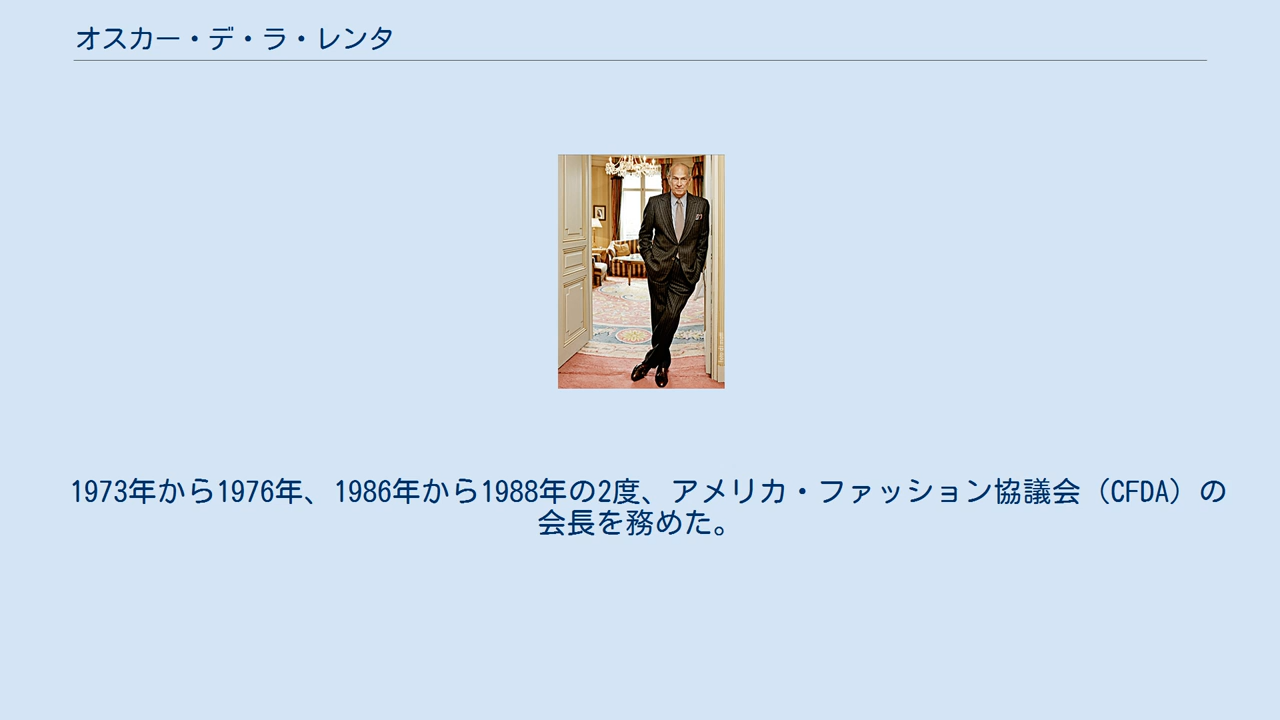 オスカー・デ・ラ・レンタ
1973年から1976年、1986年から1988年の2度、アメリカ・ファッション協議会（CFDA）の
会長を務めた。